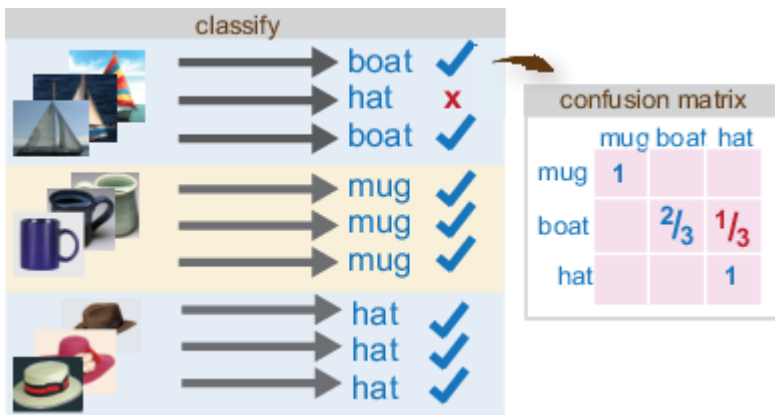 classify
boat
hat x
boat
mug
mug
mug
hat
hat
hat
confusion matrix
mug boat hat
mug 1
boat 2/3 1/3
hat 1